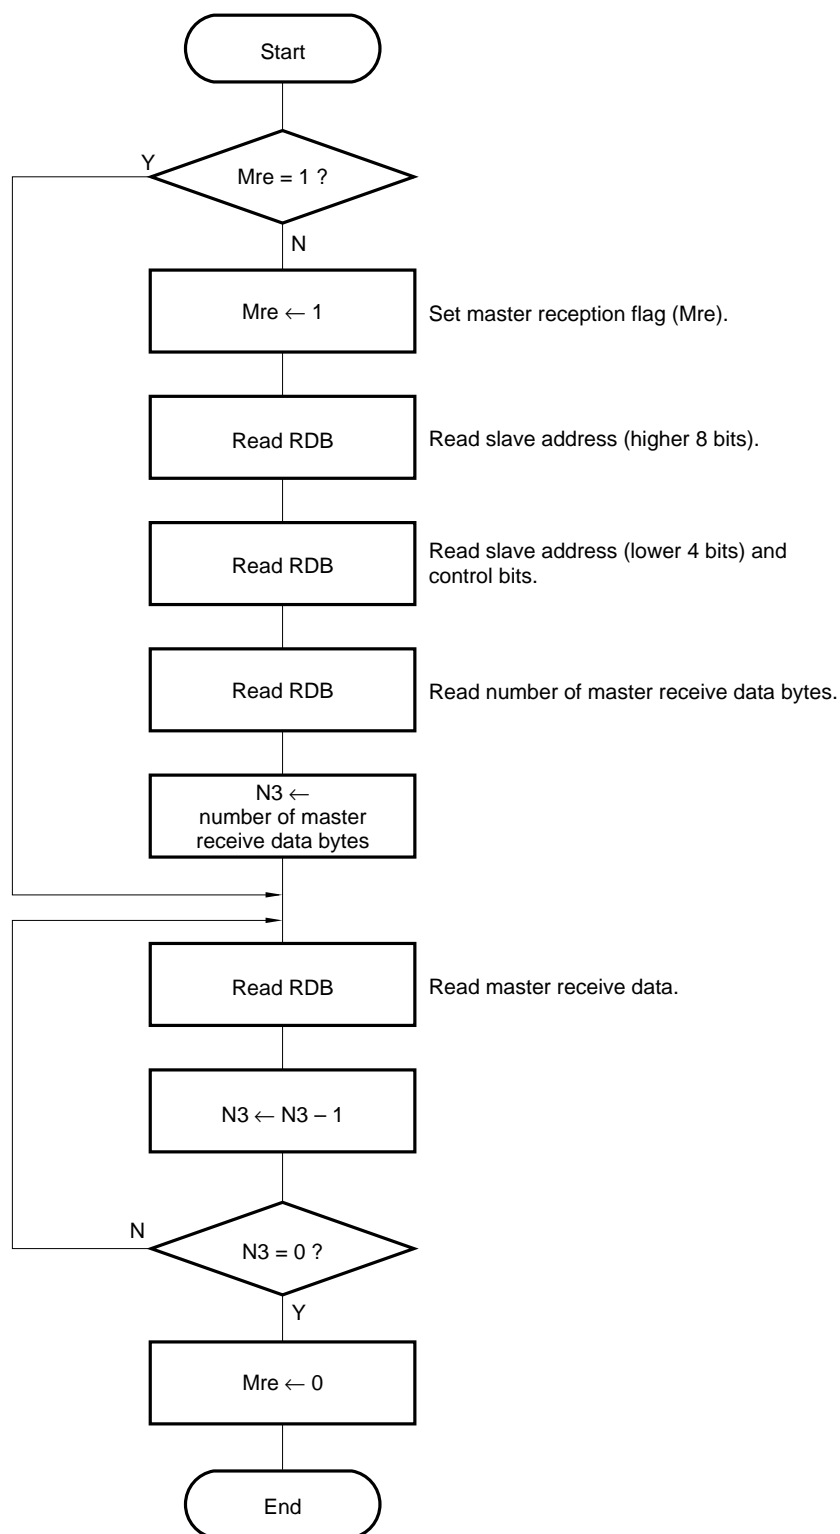 Start
Y
Mre = 1 ?
N
Mre ← 1
Set master reception flag (Mre).
Read RDB
Read slave address (higher 8 bits).
Read RDB
Read slave address (lower 4 bits) and
control bits.
Read RDB
Read number of master receive data bytes.
N3 ←
number of master
receive data bytes
Read RDB
Read master receive data.
N3 ← N3 – 1
N
N3 = 0 ?
Y
Mre ← 0
End